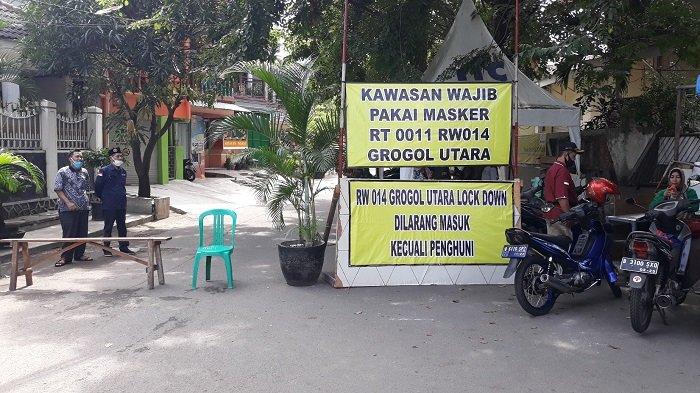 KAWASAN WAJIB
PAKAI MASKER
RT 0011 RW014
GROGOL UTARA
RW 014 GROGOL UTARA LOCK DOWN
DILARANG MASUK
KECUALI PENGHUNI